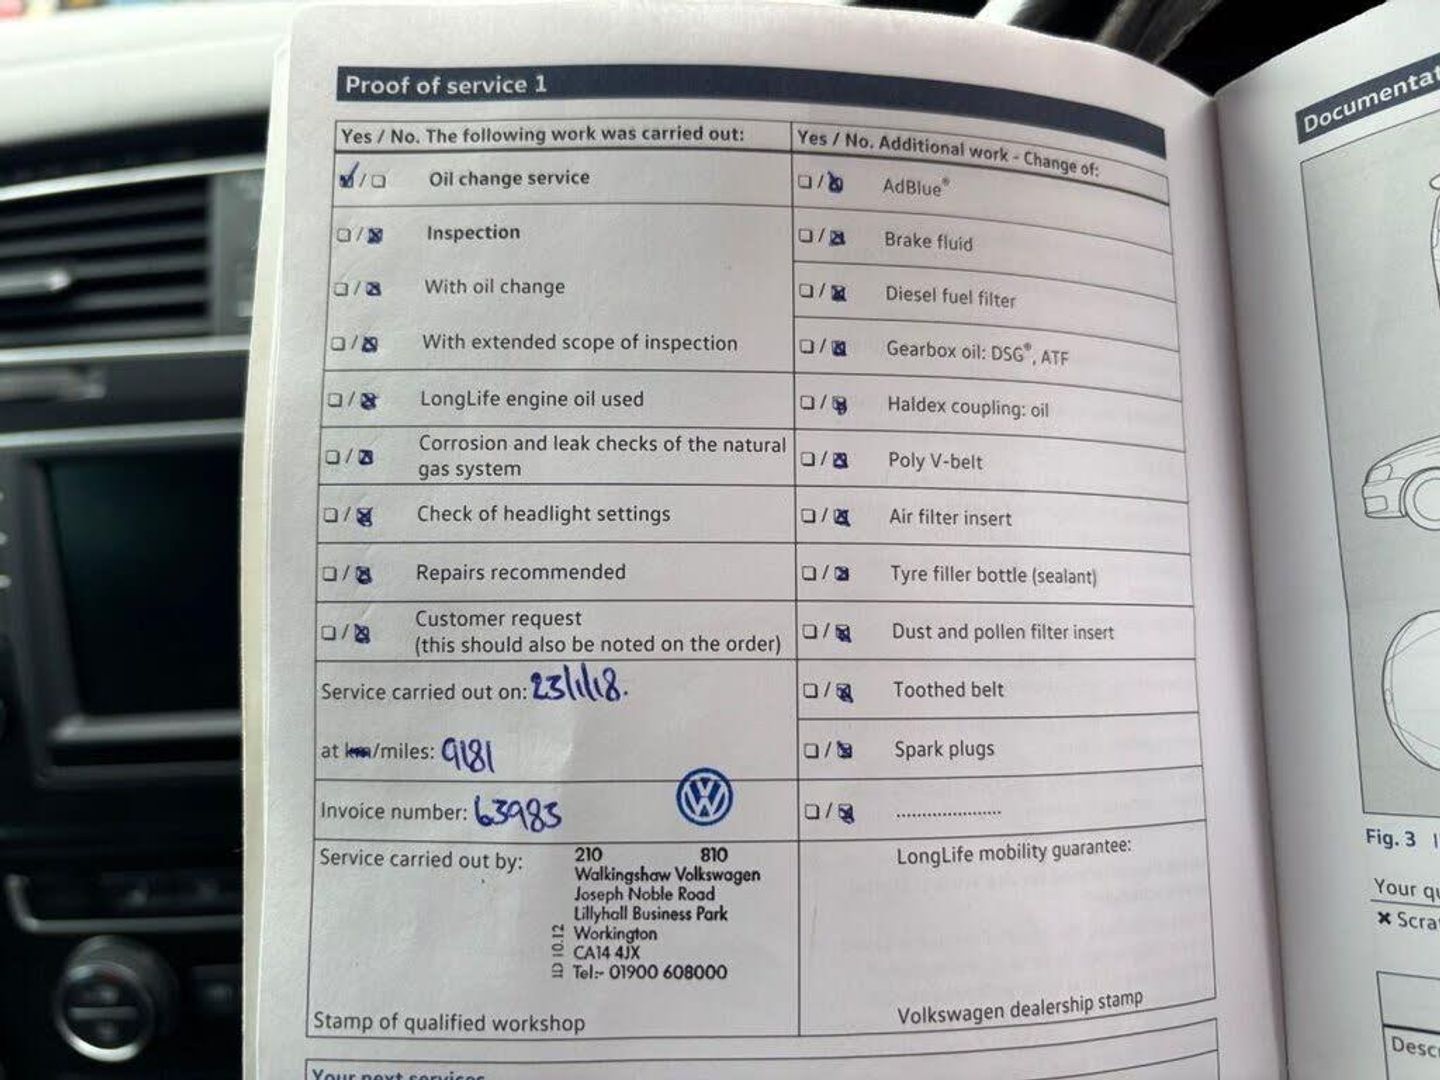 Proof of service 1
Yes / No. The following work was carried out:
Oil change service
Inspection
With oil change
With extended scope of inspection
LongLife engine oil used
Corrosion and leak checks of the natural
gas system
Check of headlight settings
Repairs recommended
Customer request
(this should also be noted on the order)
Service carried out on: 23/1/18.
at km/miles: 9181
Invoice number: 63983
Service carried out by:
210 810
Walkingshaw Volkswagen
Joseph Noble Road
Lillyhall Business Park
Workington
CA14 4JX
Tel:- 01900 608000
ID 10.12
Stamp of qualified workshop
Yes / No. Additional work - Change of:
AdBlue®
Brake fluid
Diesel fuel filter
Gearbox oil: DSG®, ATF
Haldex coupling: oil
Poly V-belt
Air filter insert
Tyre filler bottle (sealant)
Dust and pollen filter insert
Toothed belt
Spark plugs
....................
LongLife mobility guarantee:
Volkswagen dealership stamp
Your next services
Documentat
Fig. 3
Your qu
× Scra
Desc